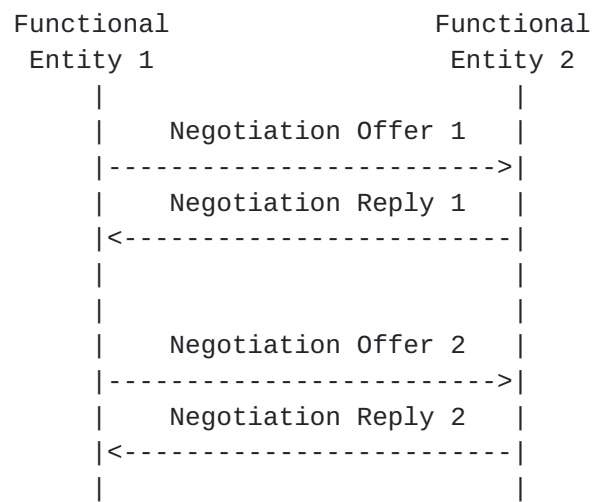 Functional Functional
Entity 1 Entity 2
Negotiation Offer 1
Negotiation Reply 1
Negotiation Offer 2
Negotiation Reply 2